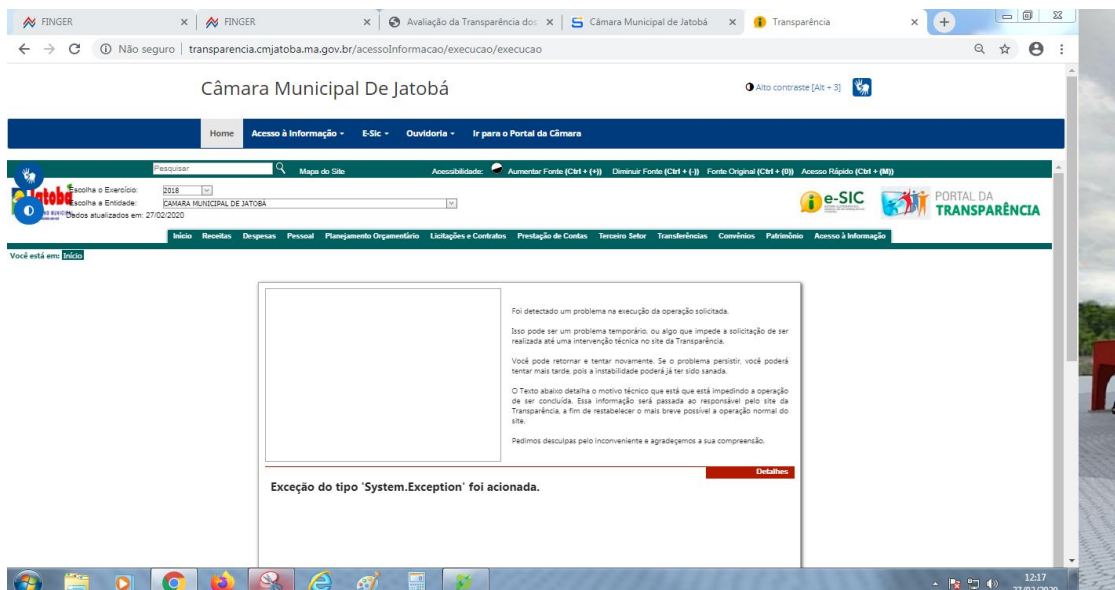 FINGER
FINGER
Avaliação da Transparência dos
Câmara Municipal de Jatobá
Transparência
Não seguro | transparencia.cmjatoba.ma.gov.br/acessoInformacao/execucao/execucao
Câmara Municipal De Jatobá
Alto contraste [Alt + 3]
Home Acesso à Informação E-Sic Ouvidoria Ir para o Portal da Câmara
Pesquisar Mapa do Site Acessibilidade: Aumentar Fonte (Ctrl + (+)) Diminuir Fonte (Ctrl + (-)) Fonte Original (Ctrl + (0)) Acesso Rápido (Ctrl + (M))
Escolha o Exercício: 2018
Escolha a Entidade: CAMARA MUNICIPAL DE JATOBA
Dados atualizados em: 27/02/2020
e-SIC
PORTAL DA
TRANSPARÊNCIA
Início Receitas Despesas Pessoal Planejamento Orçamentário Licitações e Contratos Prestação de Contas Terceiro Setor Transferências Convênios Patrimônio Acesso à Informação
Você está em: Início
Foi detectado um problema na execução da operação solicitada.
Isso pode ser um problema temporário, ou algo que impede a solicitação de ser
realizada até uma intervenção técnica no site da Transparência.
Você pode retornar e tentar novamente. Se o problema persistir, você poderá
tentar mais tarde, pois a instabilidade poderá já ter sido sanada.
O Texto abaixo detalha o motivo técnico que está que está impedindo a operação
de ser concluída. Essa informação será passada ao responsável pelo site da
Transparência, a fim de restabelecer o mais breve possível a operação normal do
site.
Pedimos desculpas pelo inconveniente e agradecemos a sua compreensão.
Detalhes
Exceção do tipo 'System.Exception' foi acionada.
12:17
27/02/2020